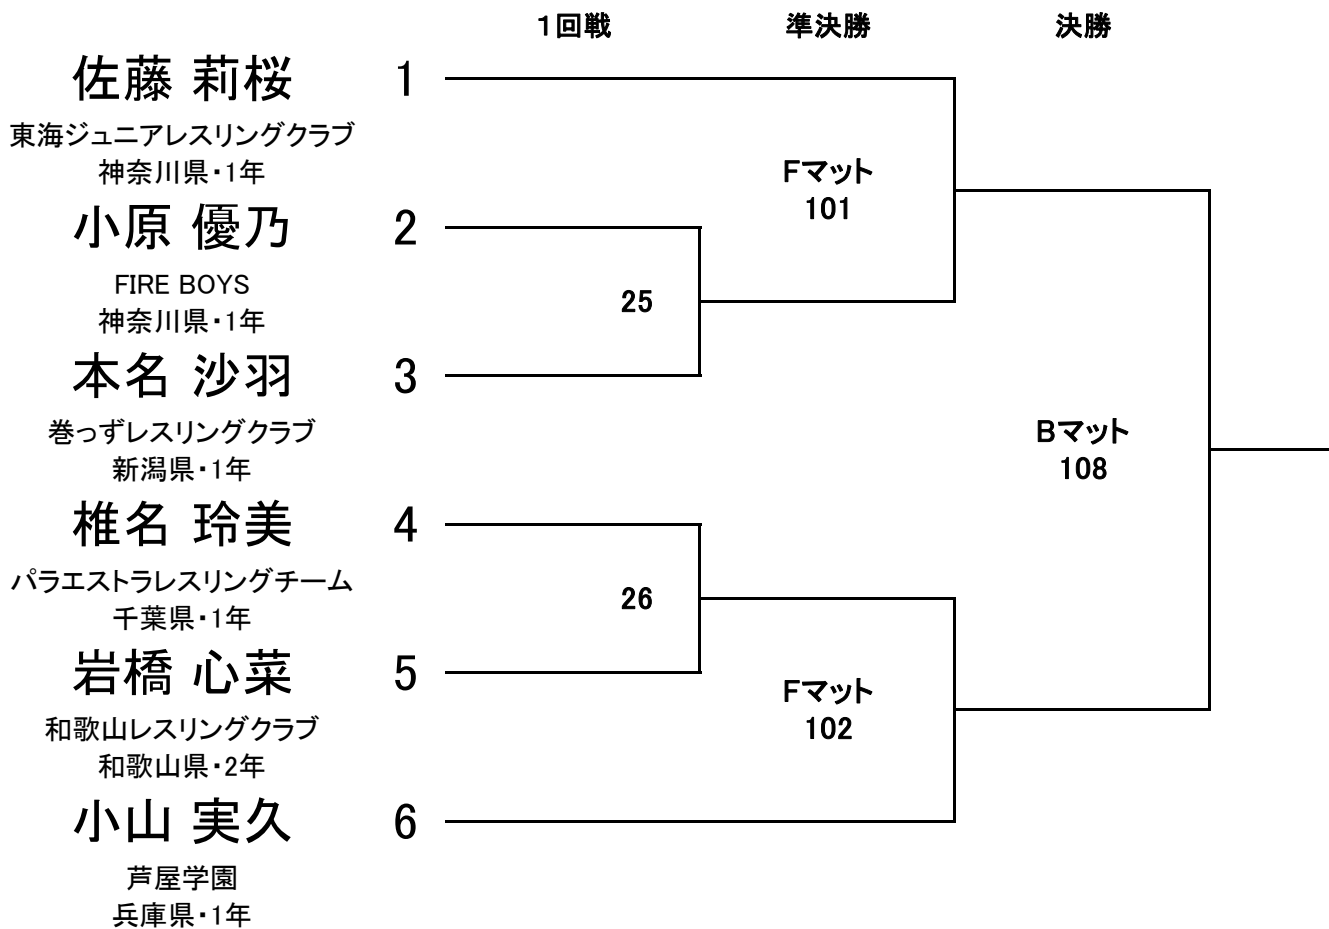 1回戦 準決勝 決勝
佐藤 莉桜 1
東海ジュニアレスリングクラブ
神奈川県・1年
Fマット
101
小原 優乃 2
FIRE BOYS
神奈川県・1年
25
本名 沙羽 3
巻っずレスリングクラブ
新潟県・1年
Bマット
108
椎名 玲美 4
パラエストラレスリングチーム
千葉県・1年
26
岩橋 心菜 5
和歌山レスリングクラブ
和歌山県・2年
Fマット
102
小山 実久 6
芦屋学園
兵庫県・1年